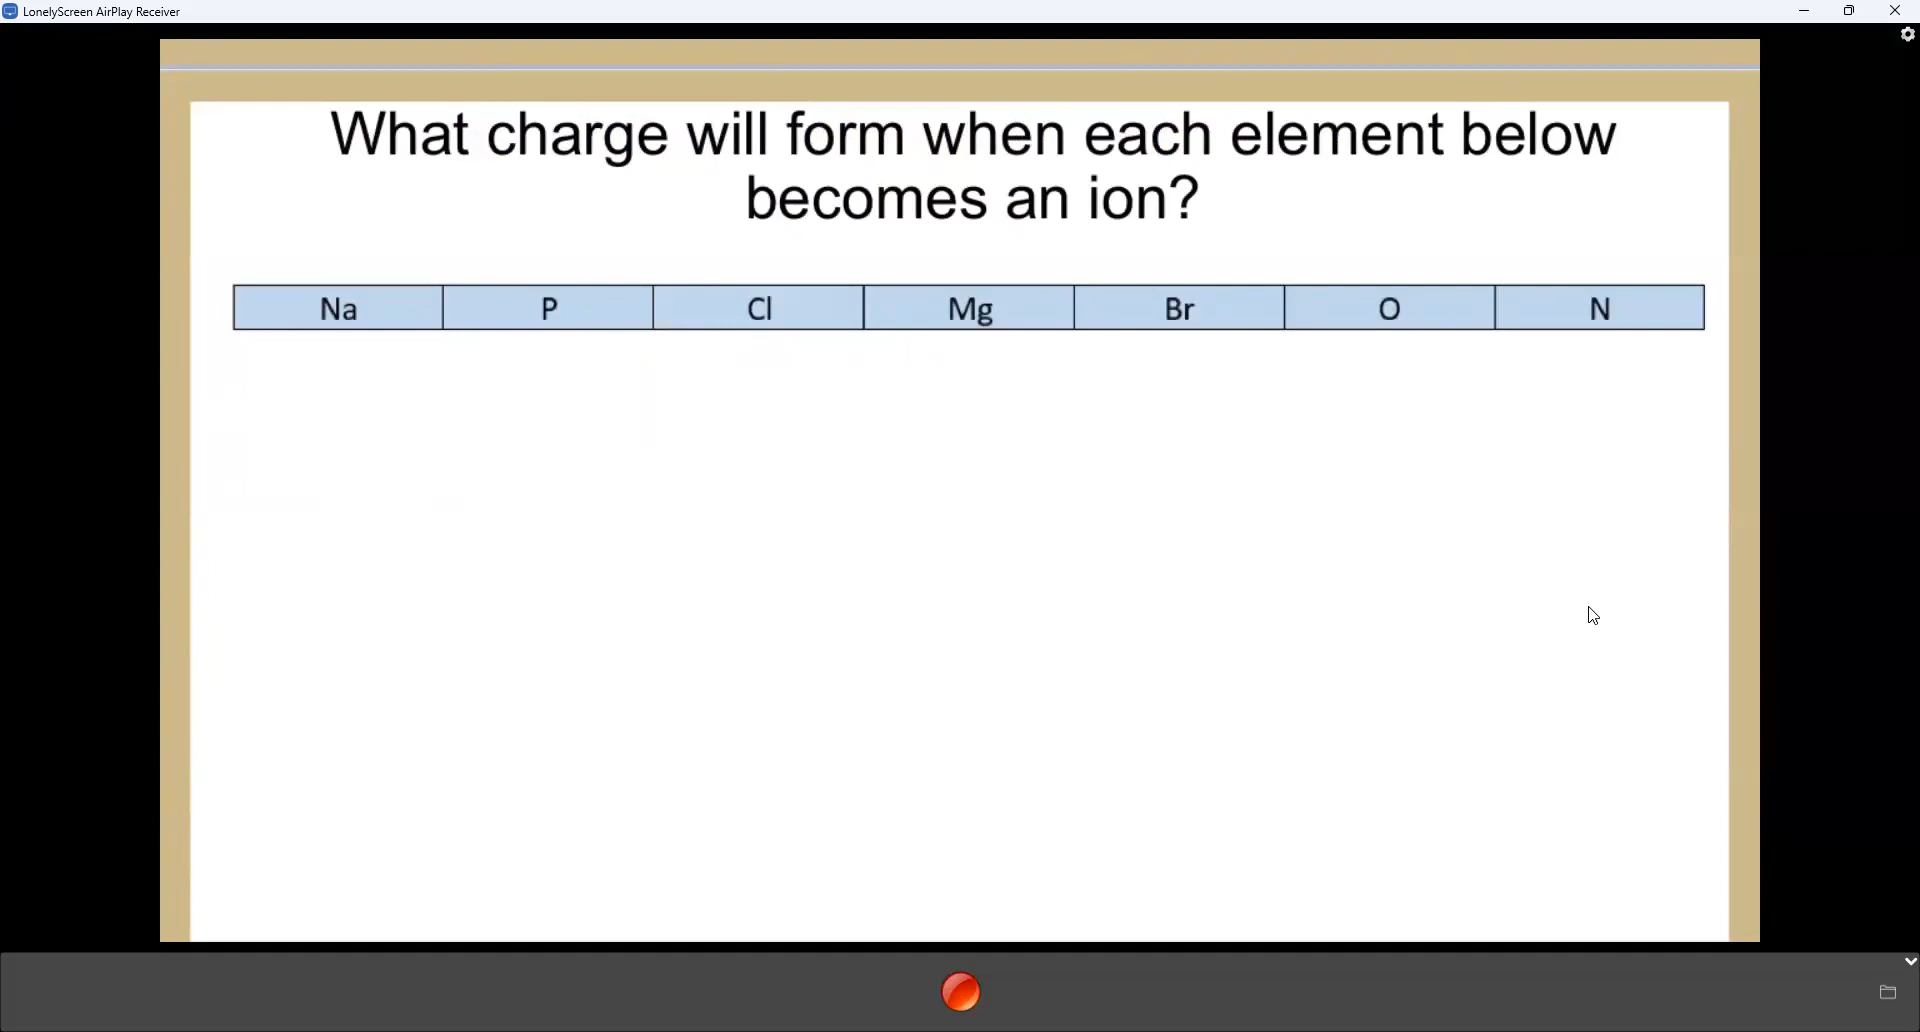 LonelyScreen AirPlay Receiver
What charge will form when each element below
becomes an ion?
Na P Cl Mg Br O N